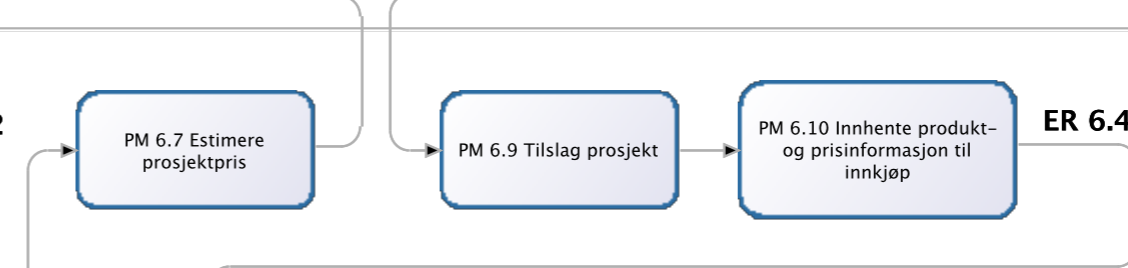 2
PM 6.7 Estimere
prosjektpris
PM 6.9 Tilslag prosjekt
PM 6.10 Innhente produkt-
og prisinformasjon til
innkjøp
ER 6.4